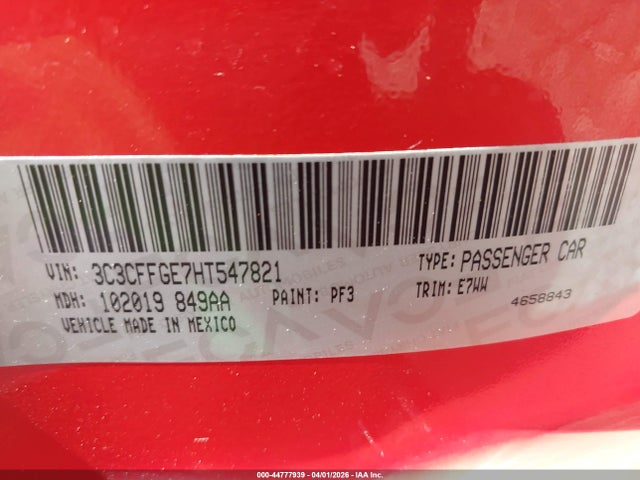 VIN: 3C3CFFGE7HT547821 TYPE: PASSENGER CAR
MDH: 102019 849AA PAINT: PF3 TRIM: E7WW
VEHICLE MADE IN MEXICO 4658843
000-44777939 - 04/01/2026 - IAA Inc.